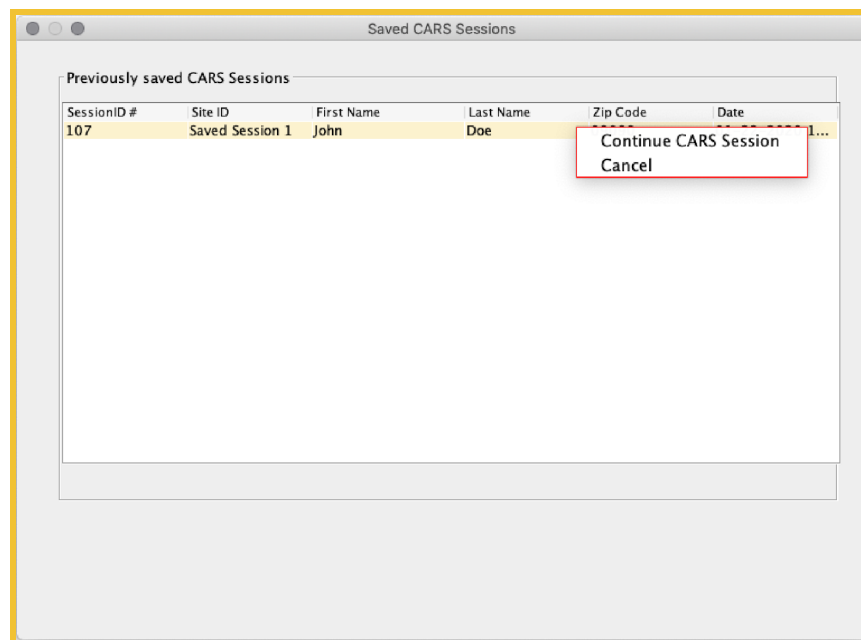 Saved CARS Sessions
Previously saved CARS Sessions
SessionID # Site ID First Name Last Name Zip Code Date
107 Saved Session 1 John Doe 1...
Continue CARS Session
Cancel